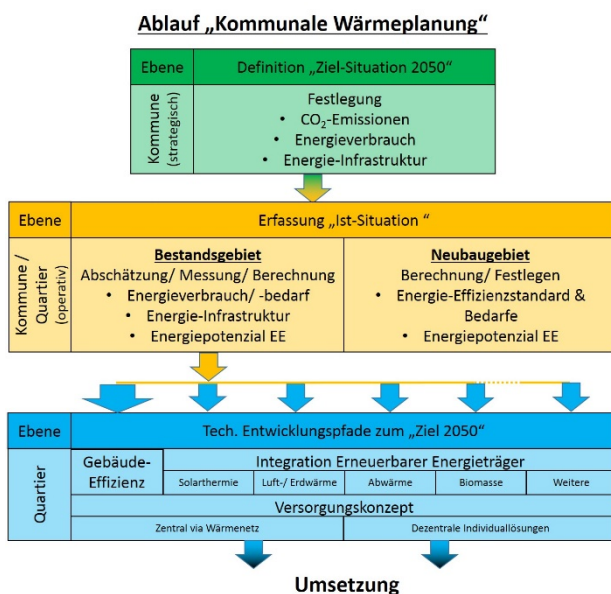 Ablauf „Kommunale Wärmeplanung“
Ebene
Definition „Ziel-Situation 2050“
Kommune
(strategisch)
Festlegung
• CO₂-Emissionen
• Energieverbrauch
• Energie-Infrastruktur
Ebene
Erfassung „Ist-Situation “
Kommune /
Quartier
(operativ)
Bestandsgebiet
Abschätzung/ Messung/ Berechnung
• Energieverbrauch/ -bedarf
• Energie-Infrastruktur
• Energiepotenzial EE
Neubaugebiet
Berechnung/ Festlegen
• Energie-Effizienzstandard &
Bedarfe
• Energiepotenzial EE
Ebene
Tech. Entwicklungspfade zum „Ziel 2050“
Quartier
Gebäude-
Effizienz
Integration Erneuerbarer Energieträger
Solarthermie
Luft-/ Erdwärme
Abwärme
Biomasse
Weitere
Versorgungskonzept
Zentral via Wärmenetz
Dezentrale Individuallösungen
Umsetzung